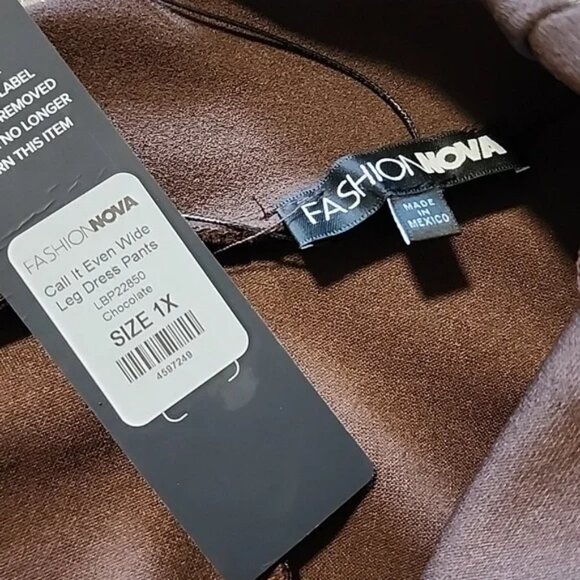 LABEL
REMOVED
NO LONGER
RN THIS ITEM
FASHIONNOVA
Call It Even Wide
Leg Dress Pants
LBP22850
Chocolate
SIZE 1X
4597249
FASHIONNOVA
MADE
IN
MEXICO